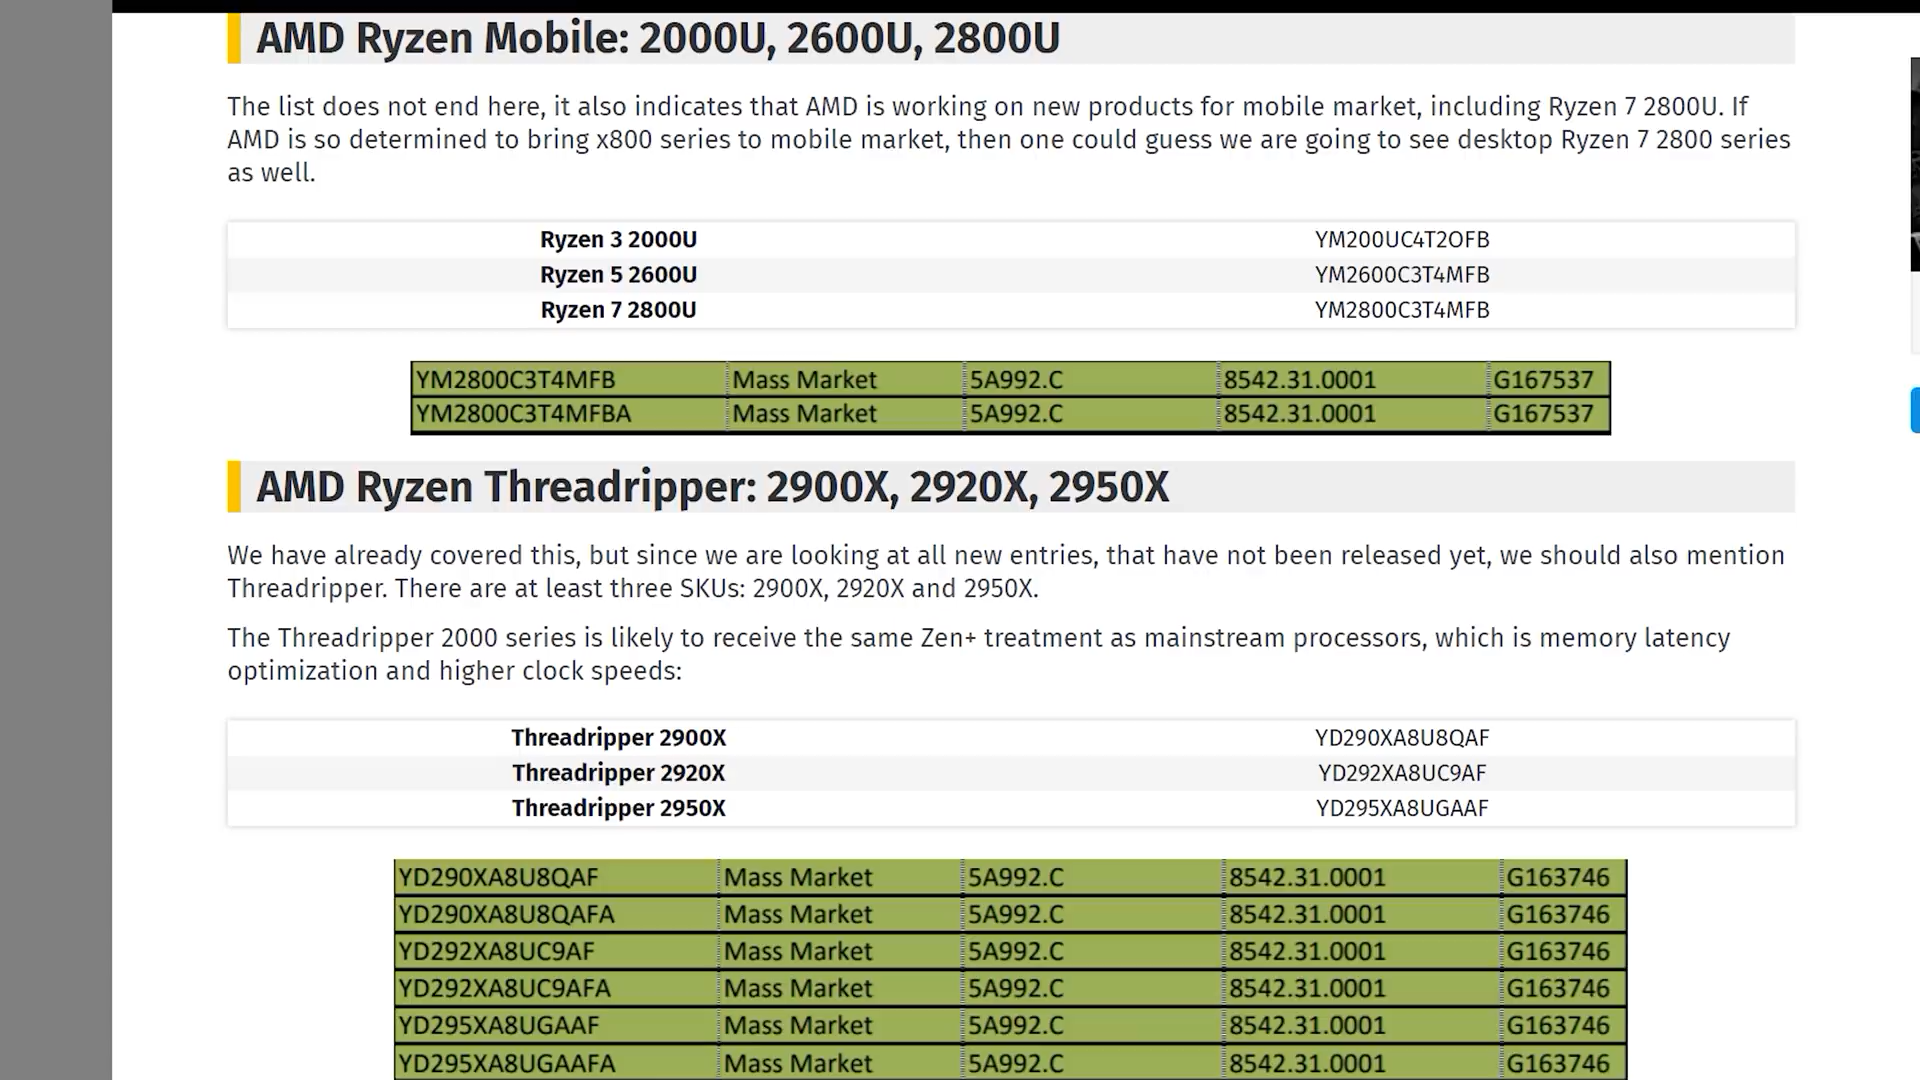 AMD Ryzen Mobile: 2000U, 2600U, 2800U
The list does not end here, it also indicates that AMD is working on new products for mobile market, including Ryzen 7 2800U. If
AMD is so determined to bring x800 series to mobile market, then one could guess we are going to see desktop Ryzen 7 2800 series
as well.
Ryzen 3 2000U YM200UC4T2OFB
Ryzen 5 2600U YM2600C3T4MFB
Ryzen 7 2800U YM2800C3T4MFB
YM2800C3T4MFB Mass Market 5A992.C 8542.31.0001 G167537
YM2800C3T4MFBA Mass Market 5A992.C 8542.31.0001 G167537
AMD Ryzen Threadripper: 2900X, 2920X, 2950X
We have already covered this, but since we are looking at all new entries, that have not been released yet, we should also mention
Threadripper. There are at least three SKUs: 2900X, 2920X and 2950X.
The Threadripper 2000 series is likely to receive the same Zen+ treatment as mainstream processors, which is memory latency
optimization and higher clock speeds:
Threadripper 2900X YD290XA8U8QAF
Threadripper 2920X YD292XA8UC9AF
Threadripper 2950X YD295XA8UGAAF
YD290XA8U8QAF Mass Market 5A992.C 8542.31.0001 G163746
YD290XA8U8QAFA Mass Market 5A992.C 8542.31.0001 G163746
YD292XA8UC9AF Mass Market 5A992.C 8542.31.0001 G163746
YD292XA8UC9AFA Mass Market 5A992.C 8542.31.0001 G163746
YD295XA8UGAAF Mass Market 5A992.C 8542.31.0001 G163746
YD295XA8UGAAFA Mass Market 5A992.C 8542.31.0001 G163746